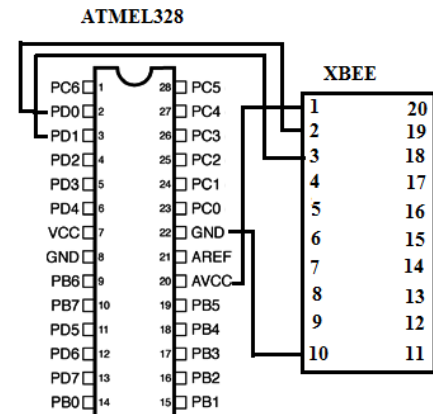 ATMEL328
XBEE
PC6 1 28 PC5
PD0 2 27 PC4
PD1 3 26 PC3
PD2 4 25 PC2
PD3 5 24 PC1
PD4 6 23 PC0
VCC 7 22 GND
GND 8 21 AREF
PB6 9 20 AVCC
PB7 10 19 PB5
PD5 11 18 PB4
PD6 12 17 PB3
PD7 13 16 PB2
PB0 14 15 PB1
1 20
2 19
3 18
4 17
5 16
6 15
7 14
8 13
9 12
10 11